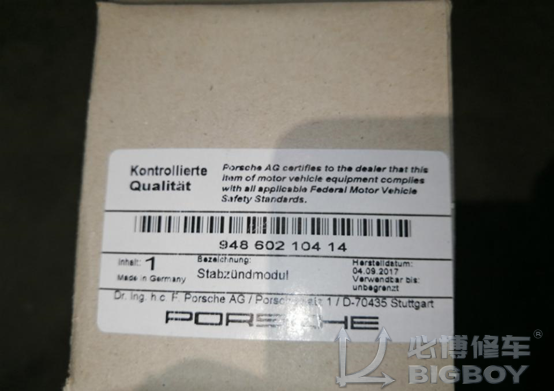 Kontrollierte
Qualität
Porsche AG certifies to the dealer that this
item of motor vehicle equipment complies
with all applicable Federal Motor Vehicle
Safety Standards.
948 602 104 14
Inhalt: 1
Made in Germany
Bezeichnung:
Stabzündmodul
Herstelldatum:
04.09.2017
Verwendbar bis:
unbegrenzt
Dr. Ing. h.c. F. Porsche AG / Porscheplatz 1 / D-70435 Stuttgart
PORSCHE
必博修车
BIGBOY